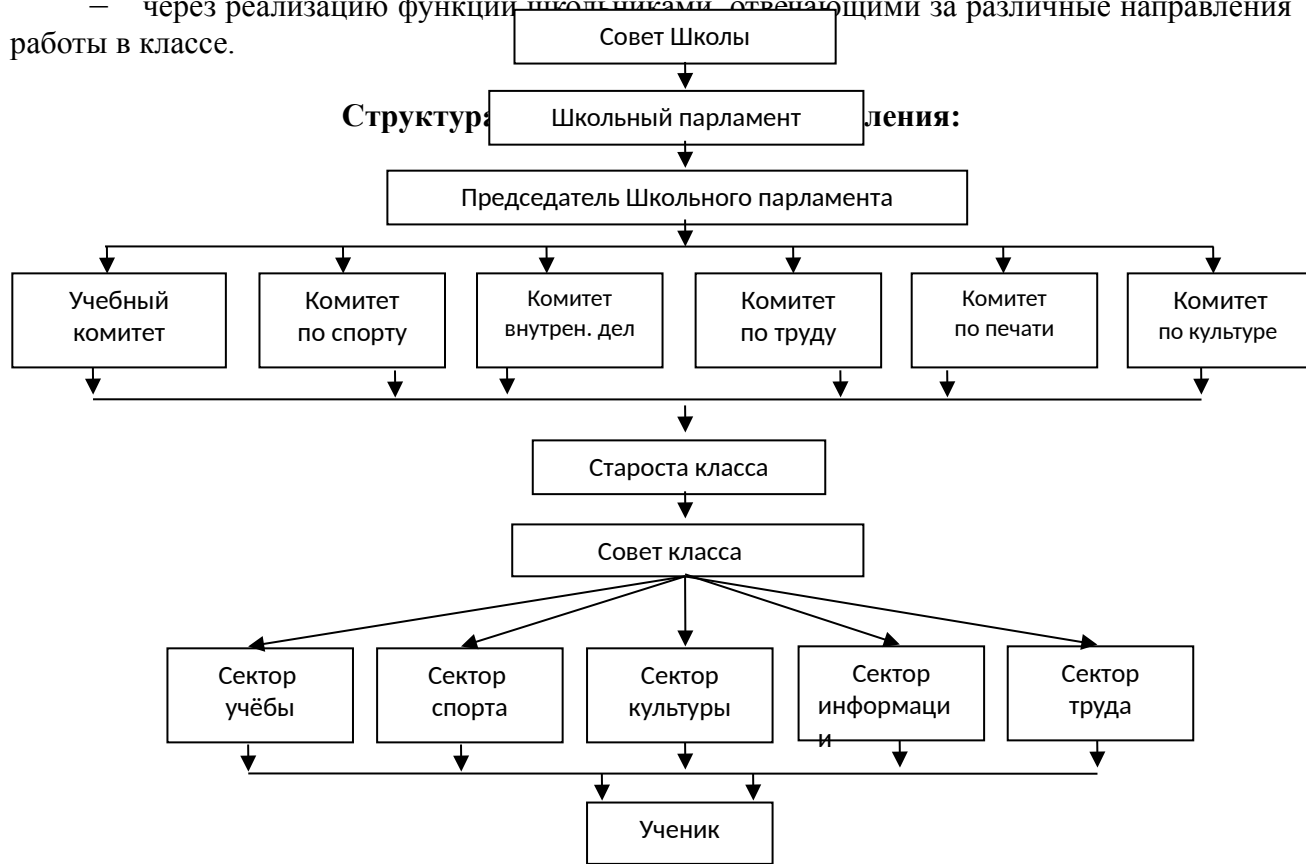 – через реализацию функций школьниками, отвечающими за различные направления
работы в классе.
Совет Школы
Структура
Школьный парламент
ления:
Председатель Школьного парламента
Учебный
комитет
Комитет
по спорту
Комитет
внутрен. дел
Комитет
по труду
Комитет
по печати
Комитет
по культуре
Староста класса
Совет класса
Сектор
учёбы
Сектор
спорта
Сектор
культуры
Сектор
информаци
и
Сектор
труда
Ученик